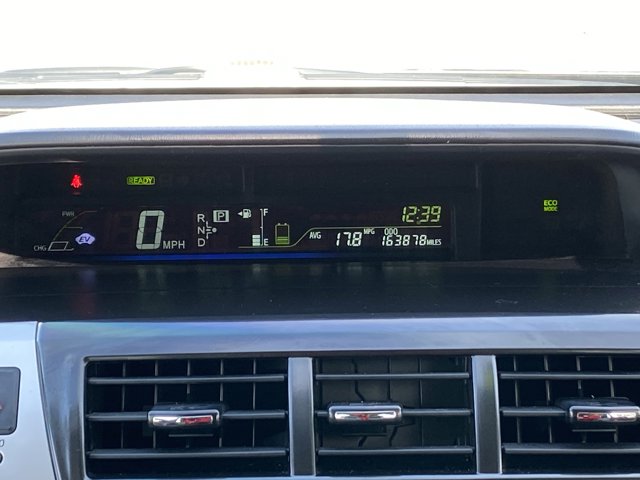 READY
ECO
MODE
12:39
PWR
R
P
F
N
0 MPH
EV
CHG
D
E
AVG 17.8 MPG ODO 163878 MILES